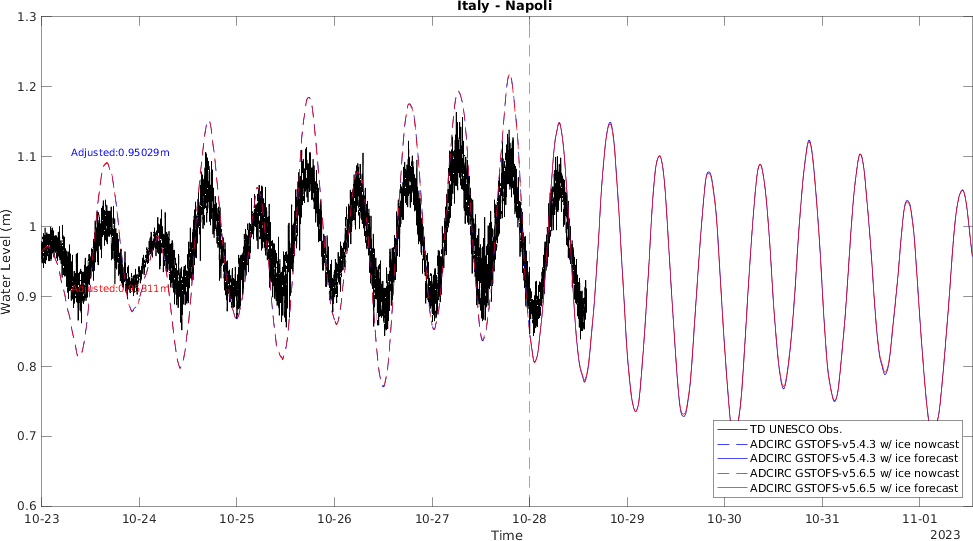 Italy - Napoli
1.3
1.2
1.1
1
0.9
0.8
0.7
0.6
Water Level (m)
Adjusted:0.95029m
TD UNESCO Obs.
ADCIRC GSTOFS-v5.4.3 w/ ice nowcast
ADCIRC GSTOFS-v5.4.3 w/ ice forecast
ADCIRC GSTOFS-v5.6.5 w/ ice nowcast
ADCIRC GSTOFS-v5.6.5 w/ ice forecast
10-23
10-24
10-25
10-26
10-27
10-28
10-29
10-30
10-31
11-01
Time
2023